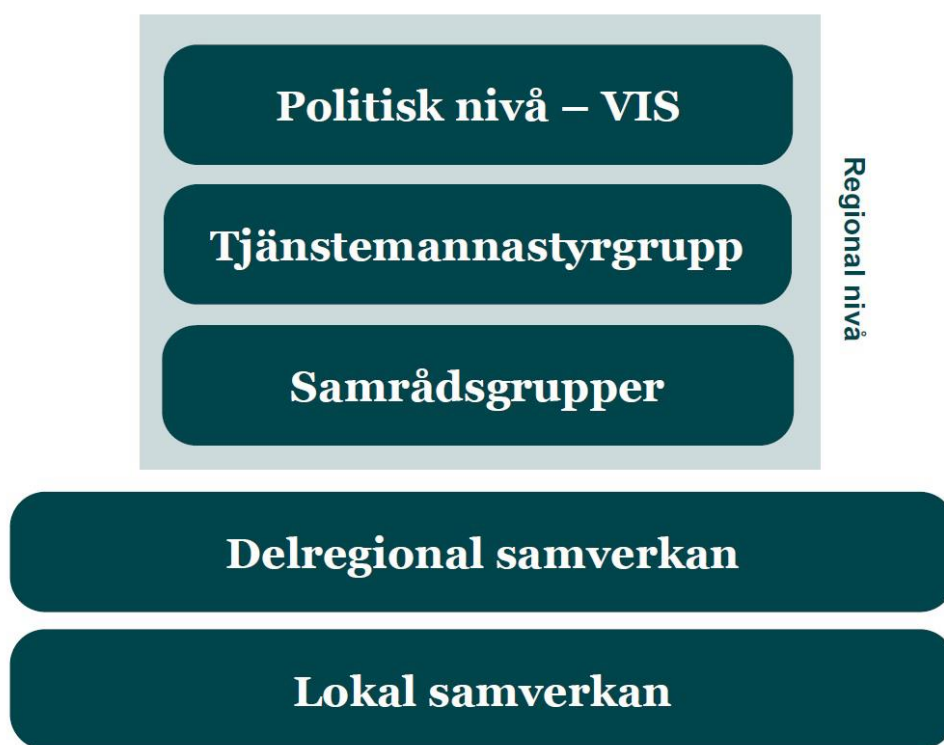 Politisk nivå – VIS
Tjänstemannastyrgrupp
Samrådsgrupper
Regional nivå
Delregional samverkan
Lokal samverkan